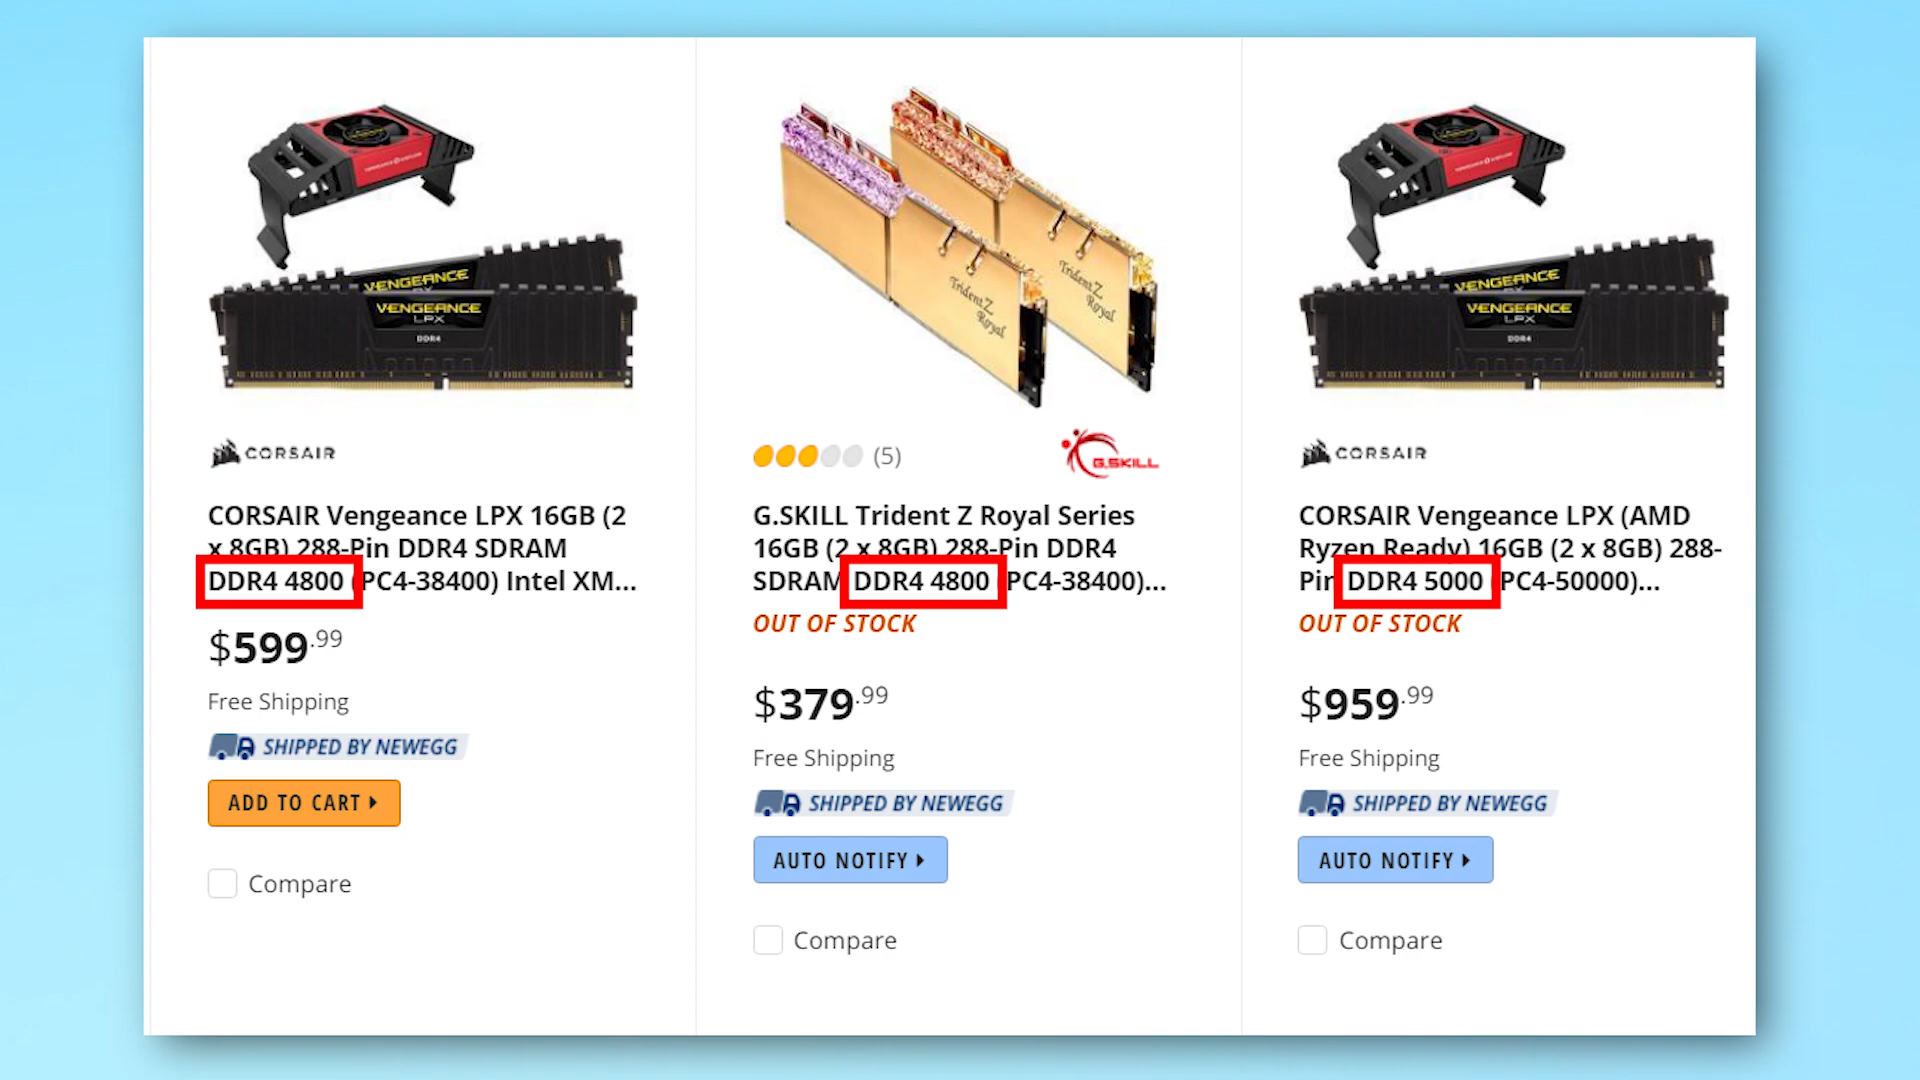 VENGEANCE
VENGEANCE
LPX
DDR4
CORSAIR
CORSAIR Vengeance LPX 16GB (2
x 8GB) 288-Pin DDR4 SDRAM
DDR4 4800 (PC4-38400) Intel XM...
$599.99
Free Shipping
SHIPPED BY NEWEGG
ADD TO CART
Compare
Trident Z
Royal
Trident Z
Royal
(5)
G.SKILL
G.SKILL Trident Z Royal Series
16GB (2 x 8GB) 288-Pin DDR4
SDRAM DDR4 4800 PC4-38400)...
OUT OF STOCK
$379.99
Free Shipping
SHIPPED BY NEWEGG
AUTO NOTIFY
Compare
VENGEANCE
VENGEANCE
LPX
DDR4
CORSAIR
CORSAIR Vengeance LPX (AMD
Ryzen Ready) 16GB (2 x 8GB) 288-
Pin DDR4 5000 PC4-50000)...
OUT OF STOCK
$959.99
Free Shipping
SHIPPED BY NEWEGG
AUTO NOTIFY
Compare